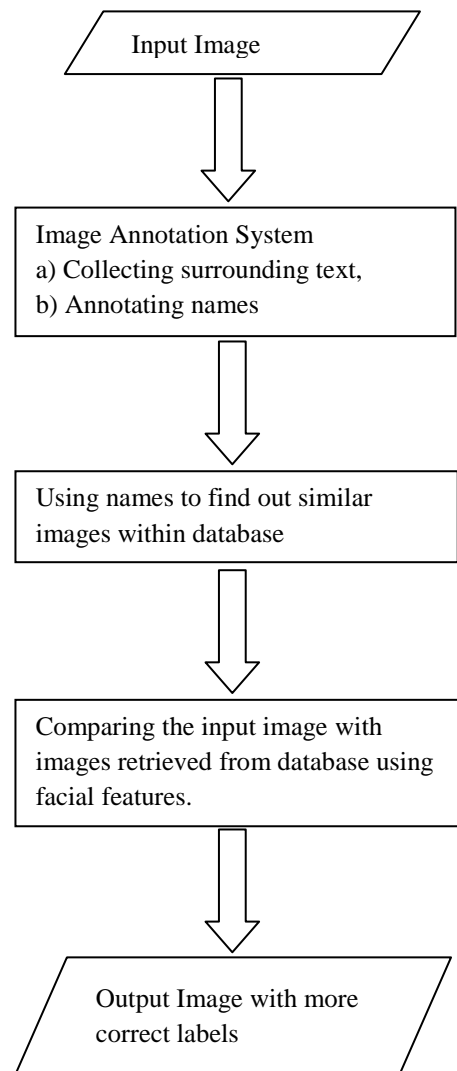 Input Image
Image Annotation System
a) Collecting surrounding text,
b) Annotating names
Using names to find out similar
images within database
Comparing the input image with
images retrieved from database using
facial features.
Output Image with more
correct labels